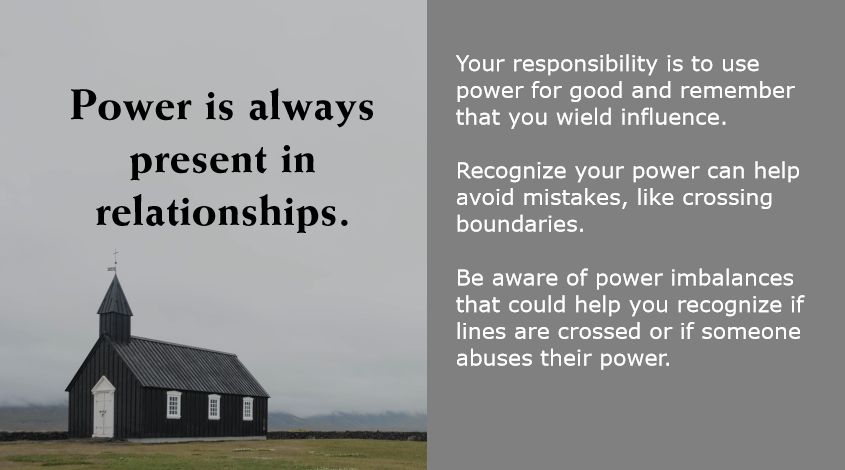 Power is always
present in
relationships.
Your responsibility is to use
power for good and remember
that you wield influence.
Recognize your power can help
avoid mistakes, like crossing
boundaries.
Be aware of power imbalances
that could help you recognize if
lines are crossed or if someone
abuses their power.